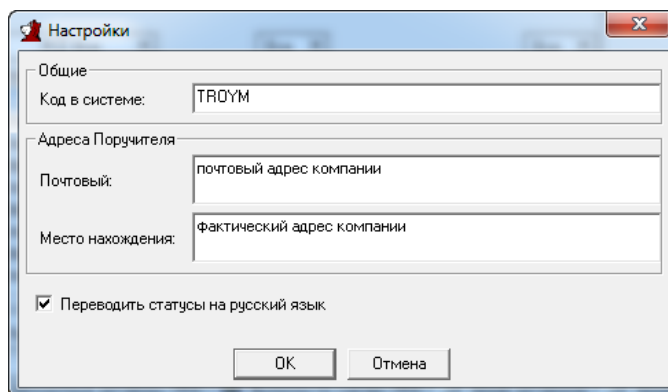 Настройки
Общие
Код в системе: TROYM
Адреса Поручителя
Почтовый: почтовый адрес компании
Место нахождения: фактический адрес компании
Переводить статусы на русский язык
OK Отмена